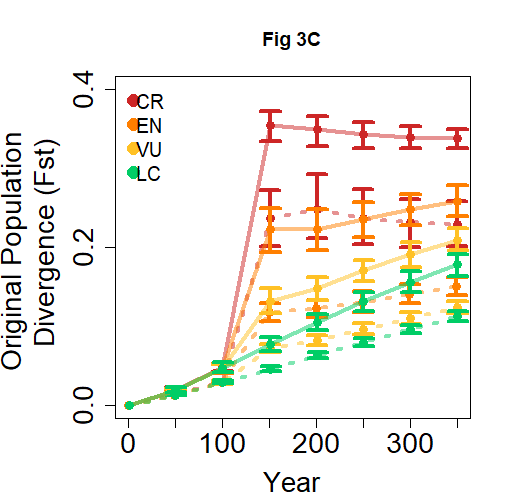 Fig 3C
Original Population
Divergence (Fst)
0.4
0.2
0.0
CR
EN
VU
LC
0
100
200
300
Year